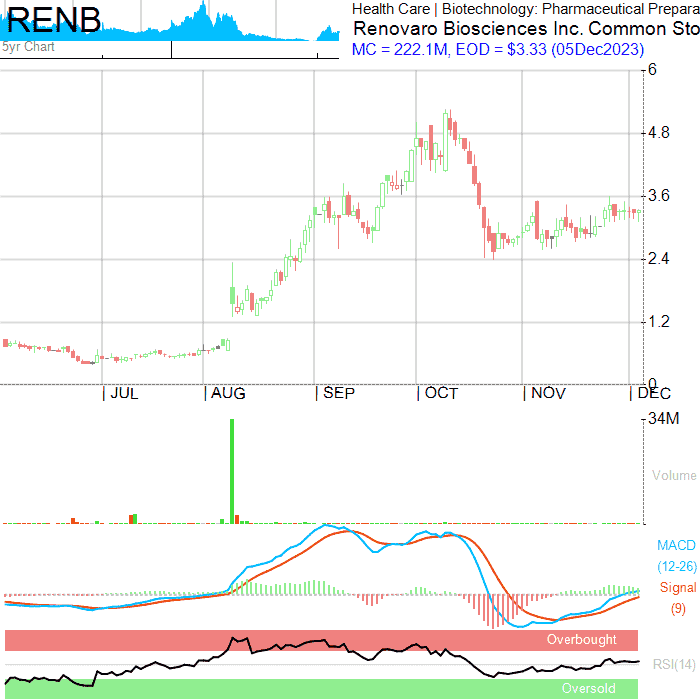 RENB
5yr Chart
Health Care | Biotechnology: Pharmaceutical Prepara
Renovaro Biosciences Inc. Common Sto
MC = 222.1M, EOD = $3.33 (05Dec2023)
6
4.8
3.6
2.4
1.2
0
JUL
AUG
SEP
OCT
NOV
DEC
34M
Volume
MACD
(12-26)
Signal
(9)
Overbought
RSI(14)
Oversold